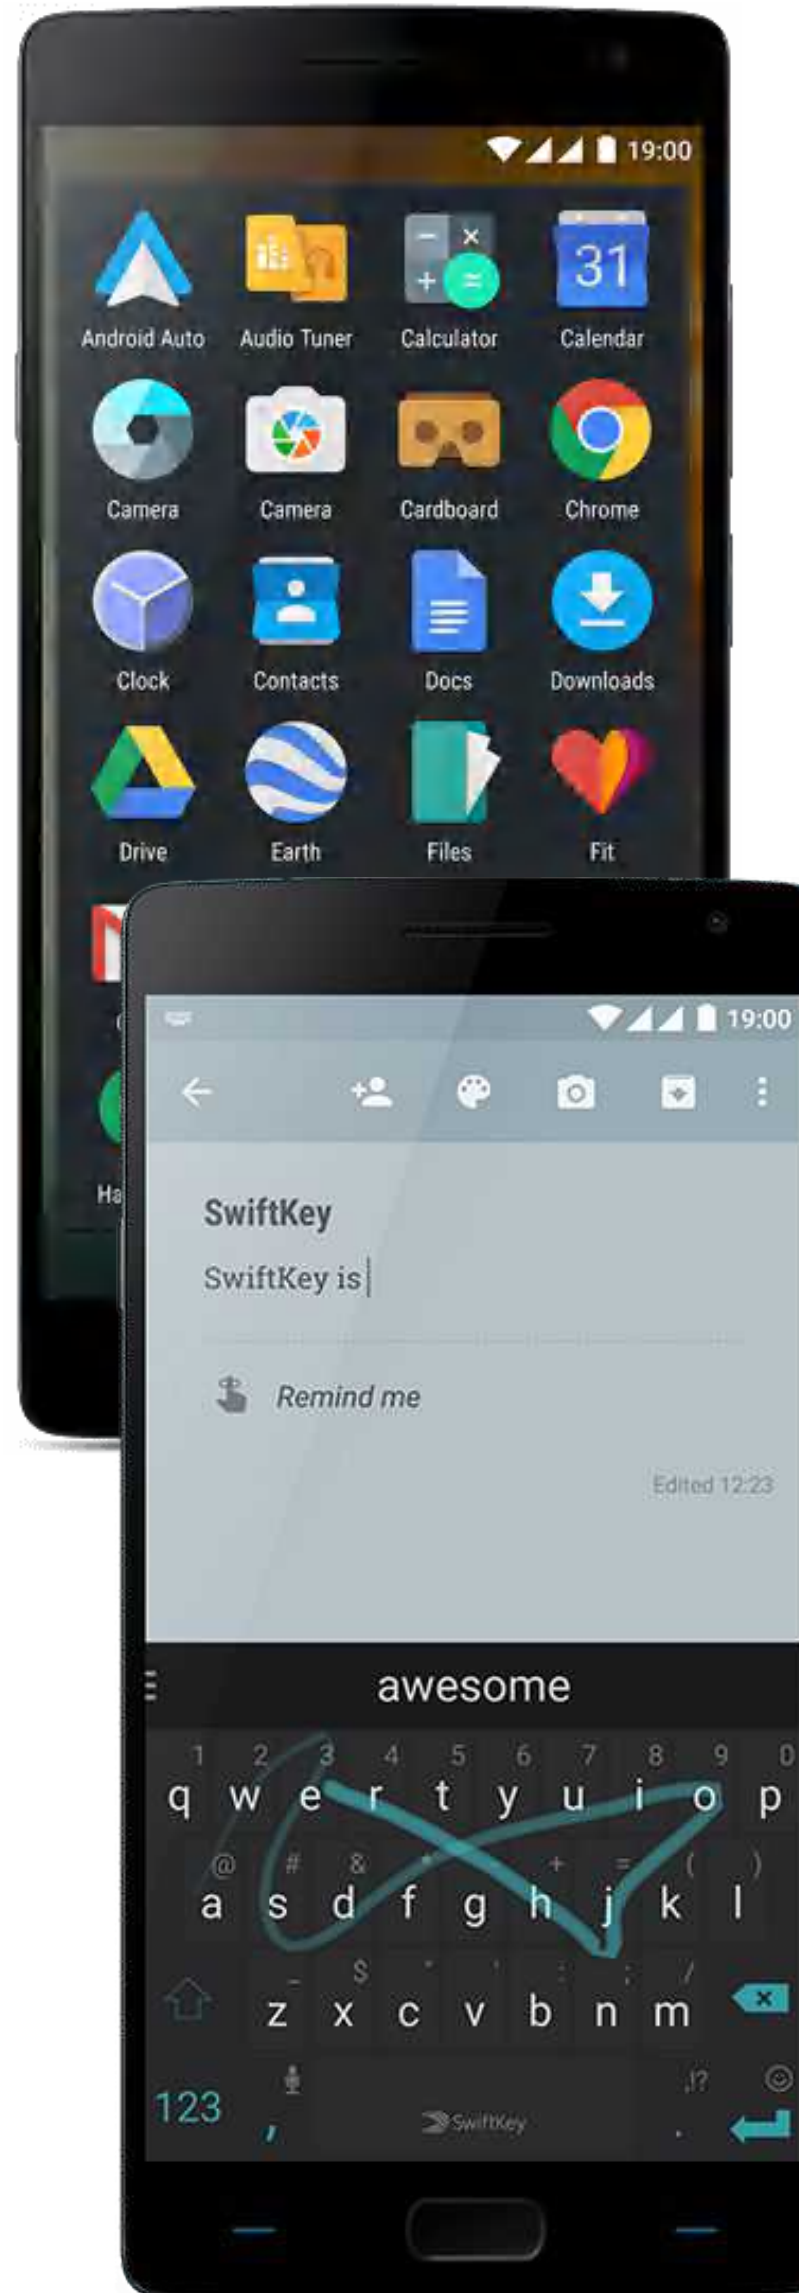 19:00
31
Android Auto Audio Tuner Calculator Calendar
Camera Camera Cardboard Chrome
Clock Contacts Docs Downloads
Drive Earth Files Fit
Ha
19:00
SwiftKey
SwiftKey is
Remind me
Edited 12:23
awesome
1 2 3 4 5 6 7 8 9 0
q w e r t y u i o p
@ # & * + = ( )
a s d f g h j k l
_ $ " ' : ; /
z x c v b n m
,!?
123 , SwiftKey .